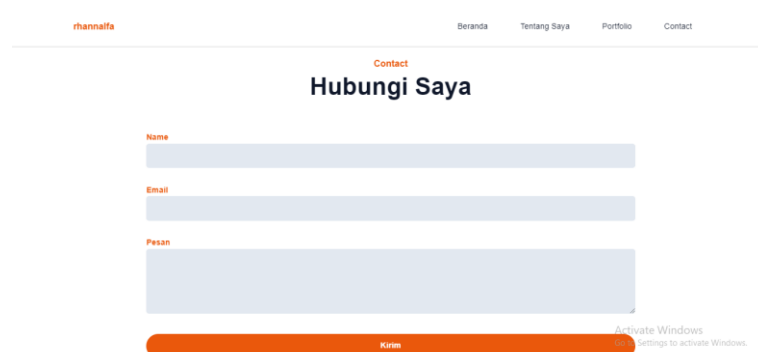 rhannalfa
Beranda Tentang Saya Portfolio Contact
Contact
Hubungi Saya
Name
Email
Pesan
Kirim
Activate Windows
Go to Settings to activate Windows.